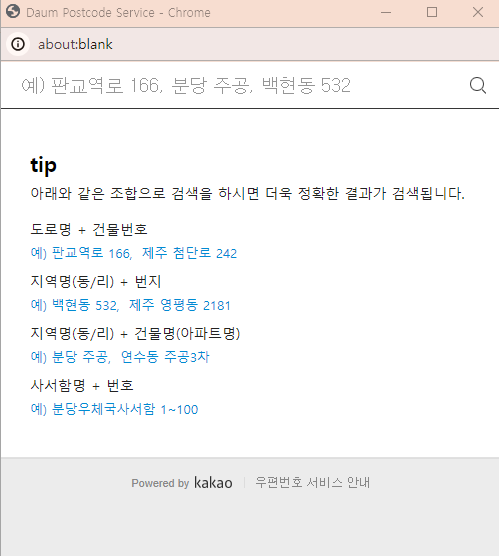 Daum Postcode Service - Chrome
about:blank
예) 판교역로 166, 분당 주공, 백현동 532
tip
아래와 같은 조합으로 검색을 하시면 더욱 정확한 결과가 검색됩니다.
도로명 + 건물번호
예) 판교역로 166, 제주 첨단로 242
지역명(동/리) + 번지
예) 백현동 532, 제주 영평동 2181
지역명(동/리) + 건물명(아파트명)
예) 분당 주공, 연수동 주공3차
사서함명 + 번호
예) 분당우체국사서함 1~100
Powered by kakao 우편번호 서비스 안내